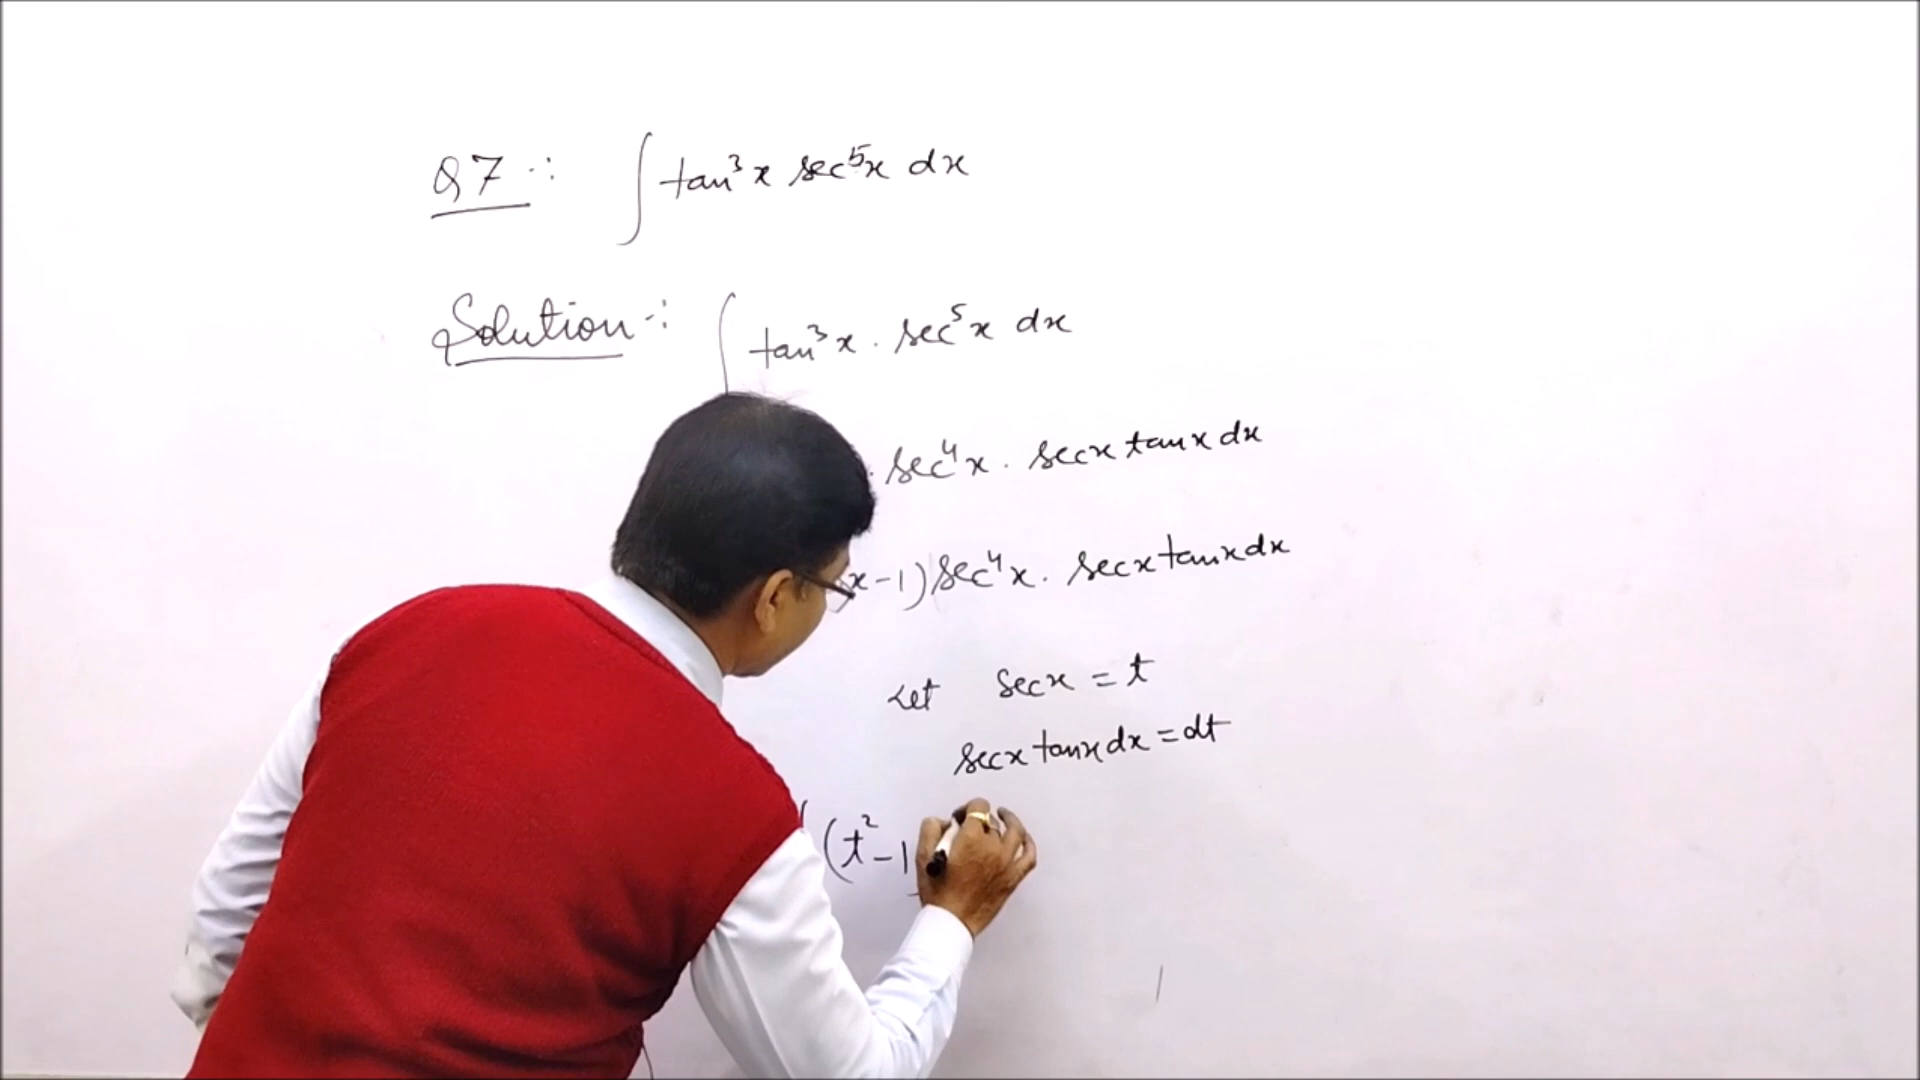 Q7 :- ∫ tan³x sec⁵x dx
Solution :- ∫ tan³x . sec⁵x dx
. sec⁴x . secx tanx dx
x - 1) sec⁴x . secx tanx dx
Let secx = t
secx tanx dx = dt
∫ (t² - 1